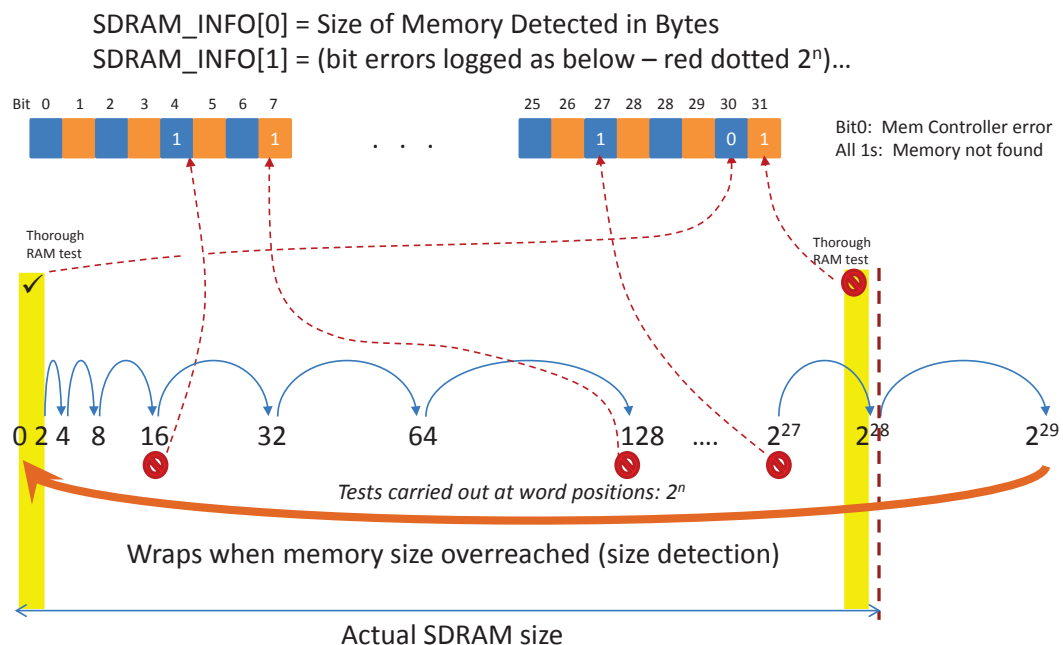 SDRAM_INFO[0] = Size of Memory Detected in Bytes
SDRAM_INFO[1] = (bit errors logged as below – red dotted 2ⁿ)…
Bit 0 1 2 3 4 5 6 7 25 26 27 28 28 29 30 31
1 1 . . . 1 0 1
Bit0: Mem Controller error
All 1s: Memory not found
Thorough
RAM test
Thorough
RAM test
✓
0 2 4 8 16 32 64 128 .... 2²⁷ 2²⁸ 2²⁹
Tests carried out at word positions: 2ⁿ
Wraps when memory size overreached (size detection)
Actual SDRAM size